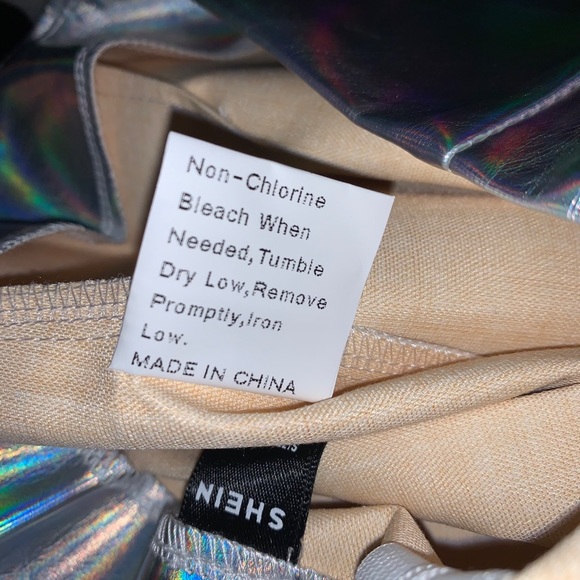 Non-Chlorine
Bleach When
Needed,Tumble
Dry Low,Remove
Promptly,Iron
Low.
MADE IN CHINA
SHEIN